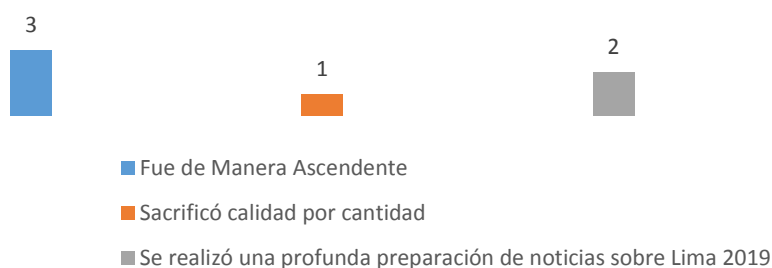 3
1
2
Fue de Manera Ascendente
Sacrificó calidad por cantidad
Se realizó una profunda preparación de noticias sobre Lima 2019